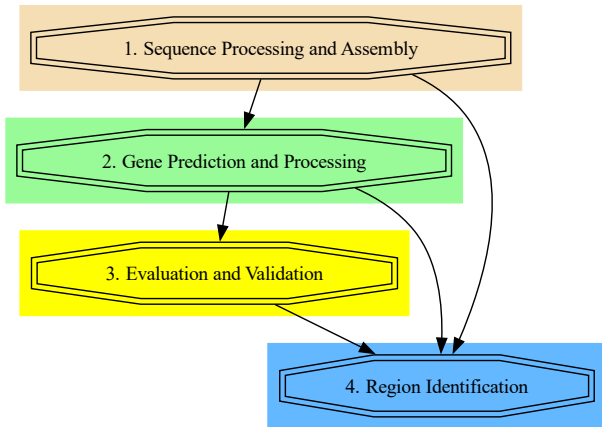 1. Sequence Processing and Assembly
2. Gene Prediction and Processing
3. Evaluation and Validation
4. Region Identification